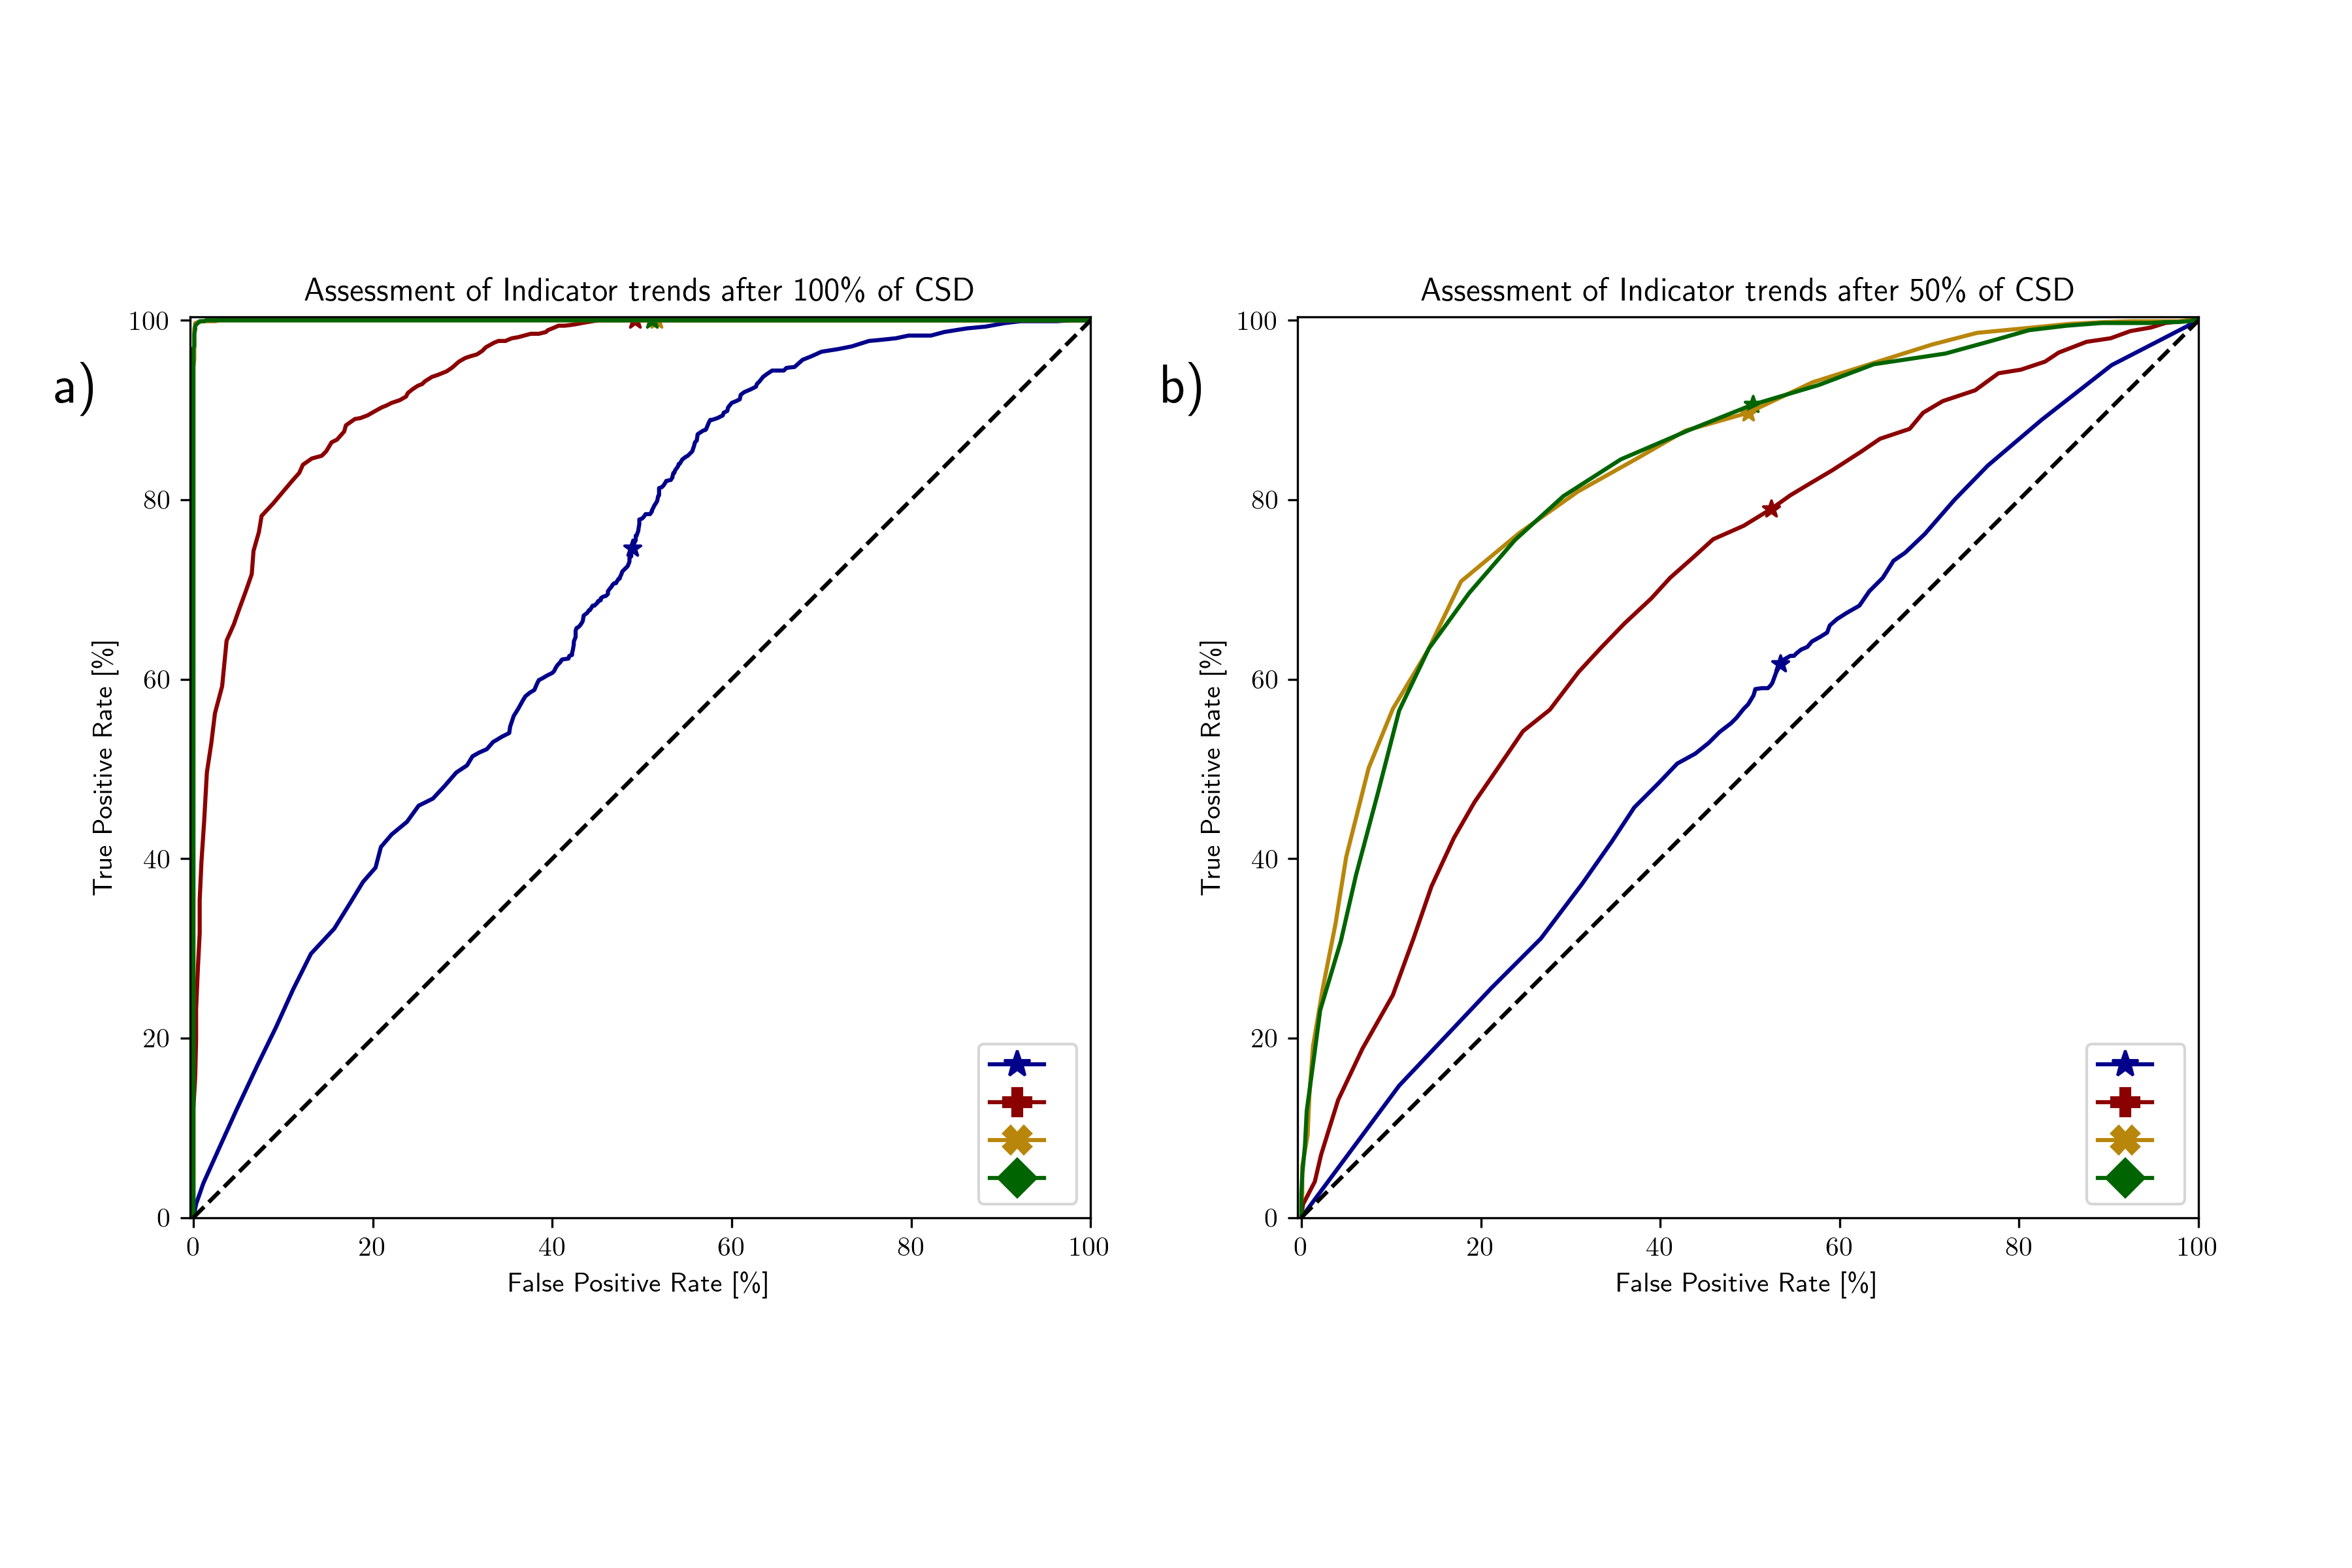 Assessment of Indicator trends after 100% of CSD
a)
True Positive Rate [%]
100
80
60
40
20
0
0 20 40 60 80 100
False Positive Rate [%]
Assessment of Indicator trends after 50% of CSD
b)
True Positive Rate [%]
100
80
60
40
20
0
0 20 40 60 80 100
False Positive Rate [%]